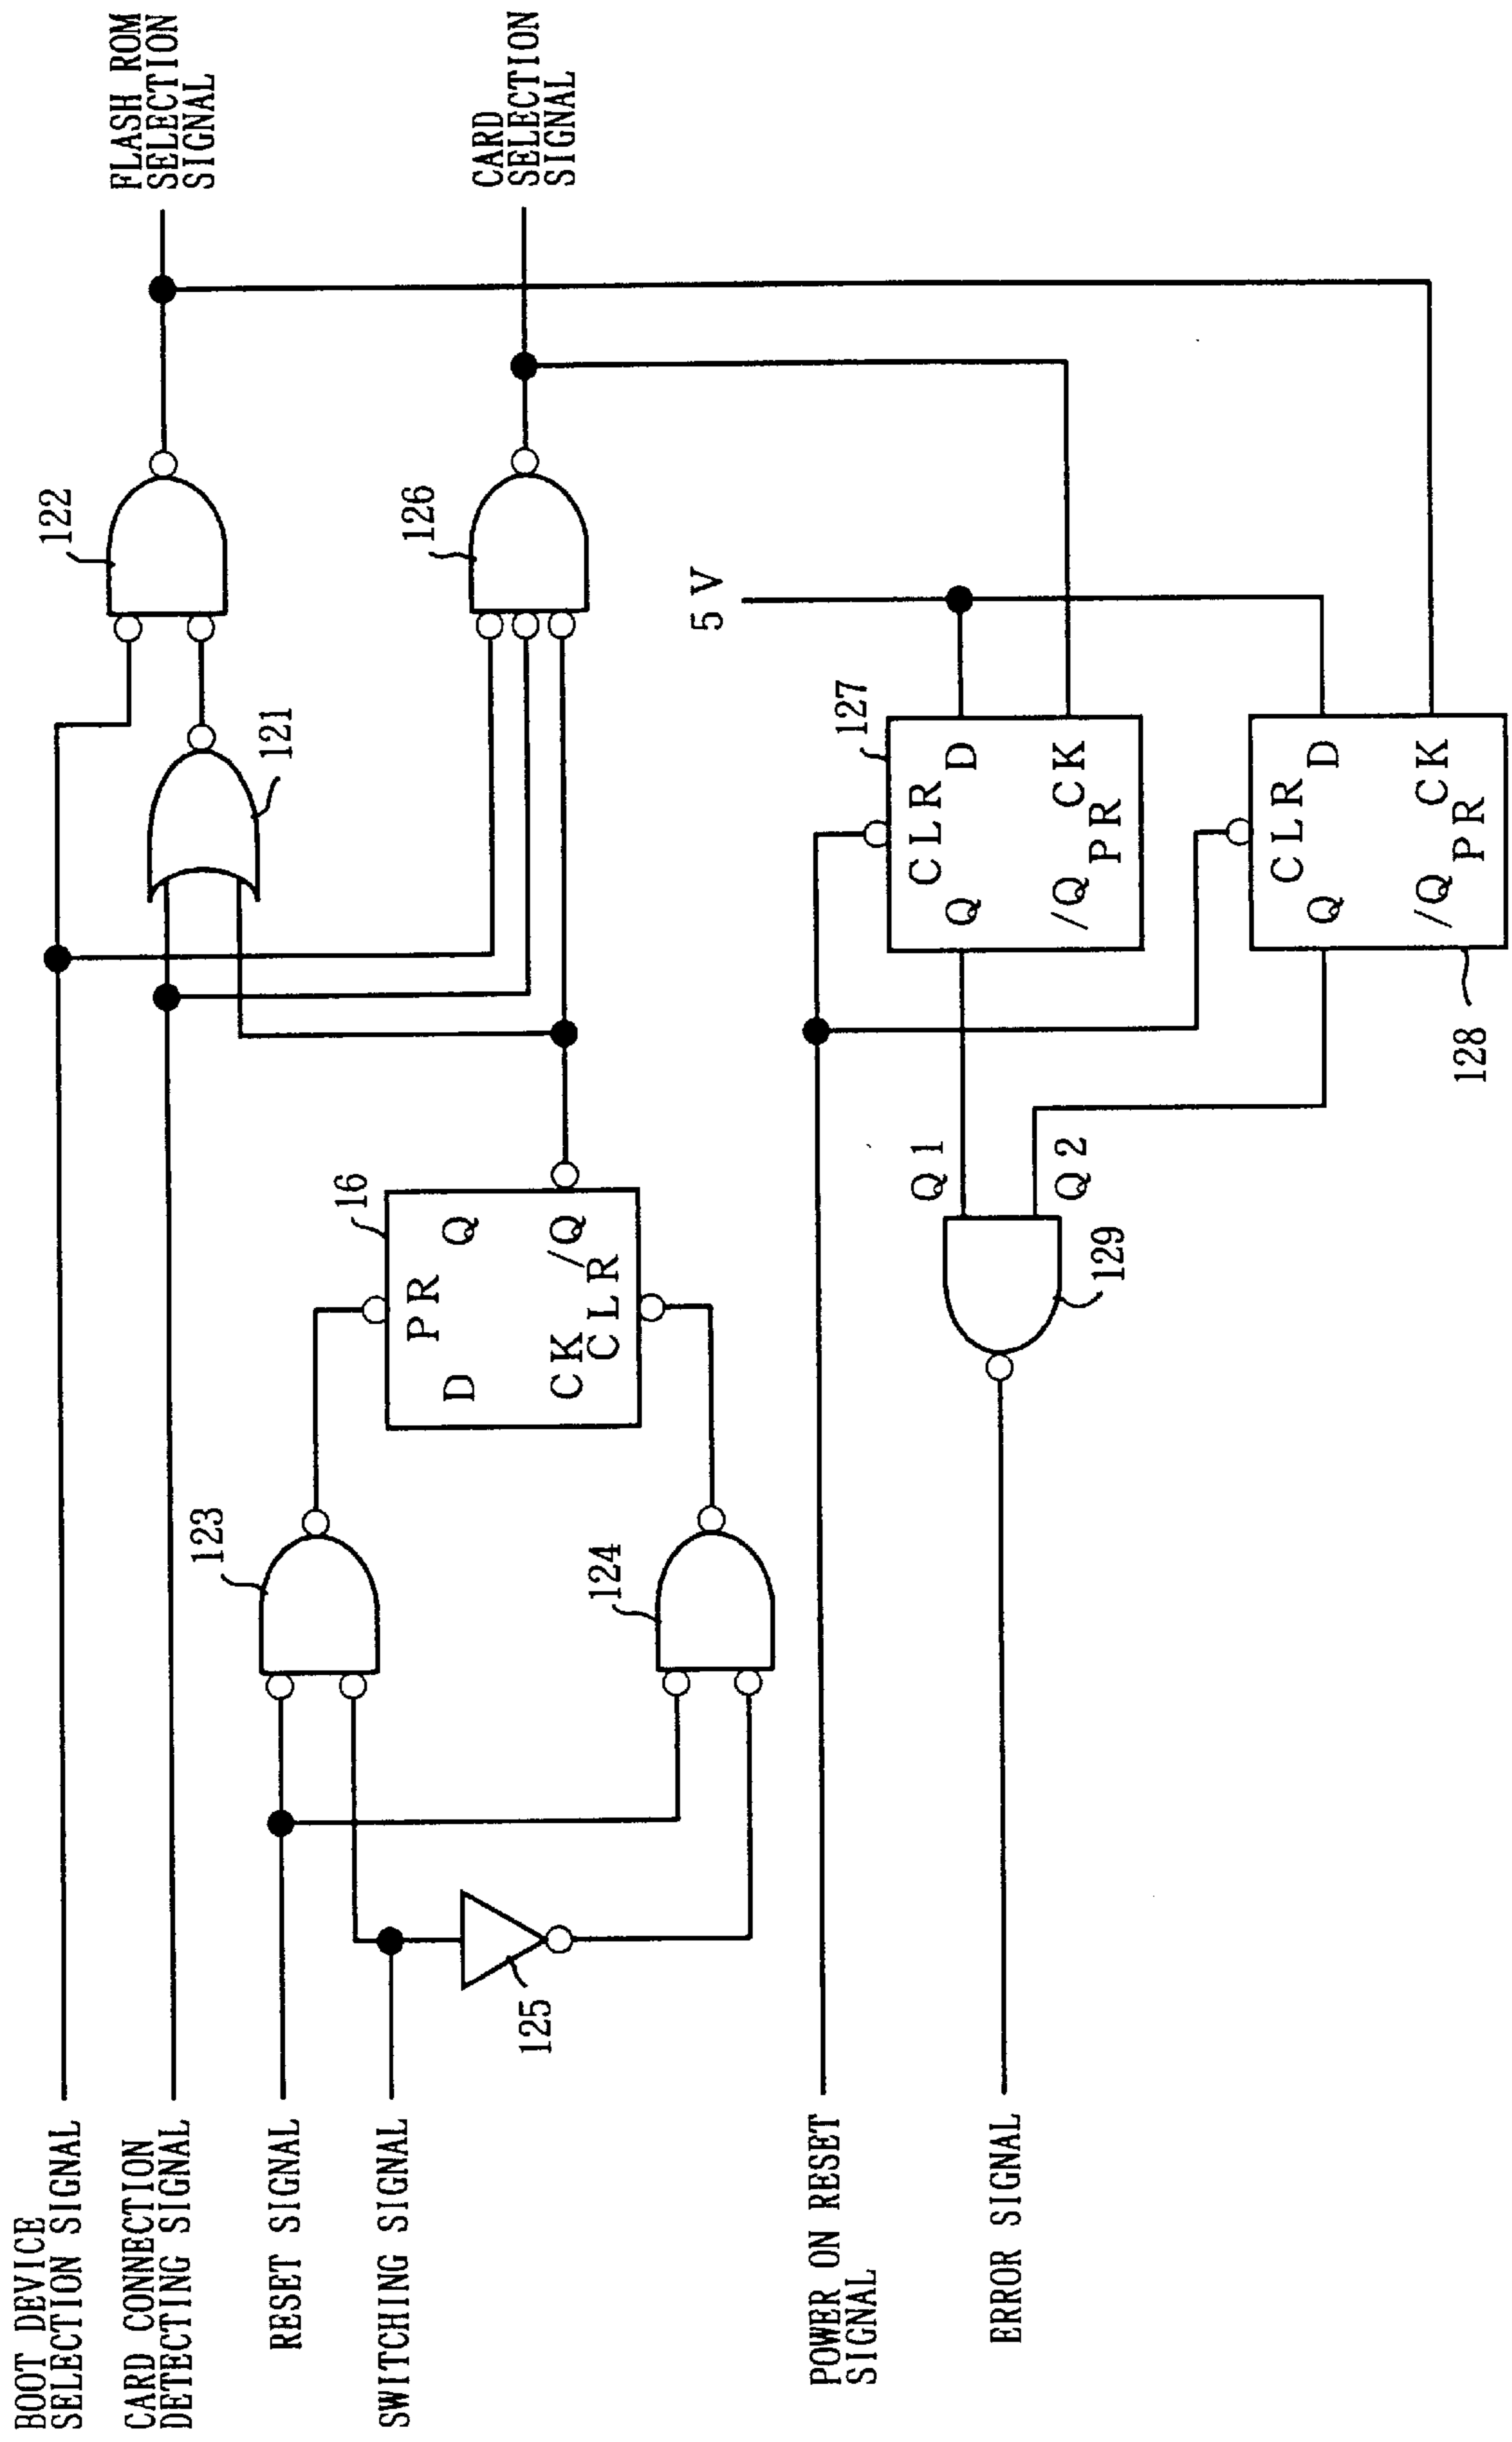 BOOT DEVICE
SELECTION SIGNAL
CARD CONNECTION
DETECTING SIGNAL
RESET SIGNAL
SWITCHING SIGNAL
POWER ON RESET
SIGNAL
ERROR SIGNAL
125
123
124
16
PR
D
Q
CK
/Q
CLR
121
122
126
FLASH ROM
SELECTION
SIGNAL
CARD
SELECTION
SIGNAL
5 V
129
Q1
Q2
127
CLR
Q
D
/Q
CK
PR
128
CLR
Q
D
/Q
CK
PR